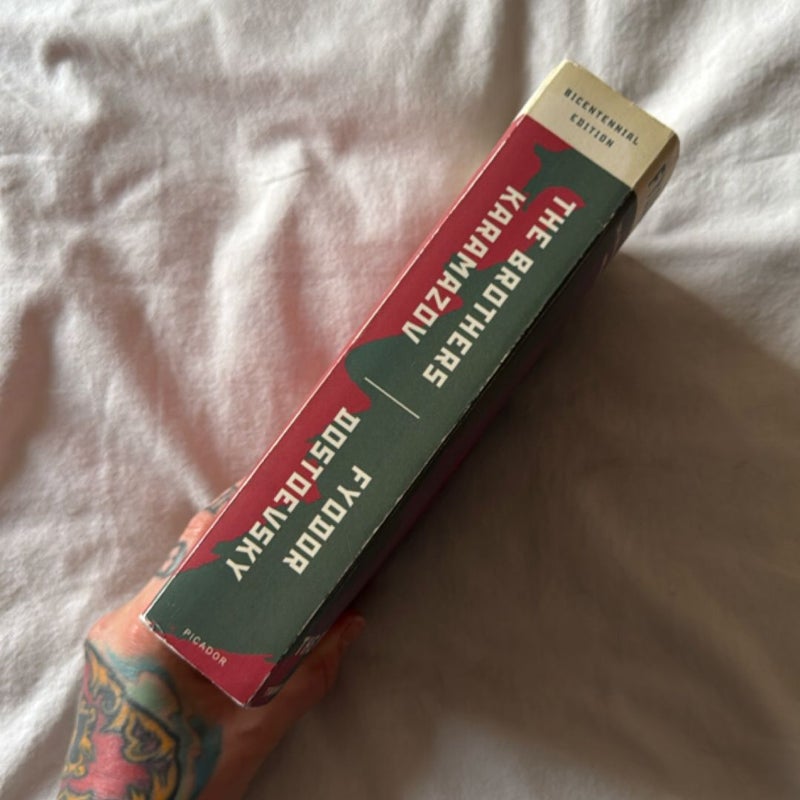 BICENTENNIAL
EDITION
THE BROTHERS
KARAMAZOV
FYODOR
DOSTOEVSKY
PICADOR